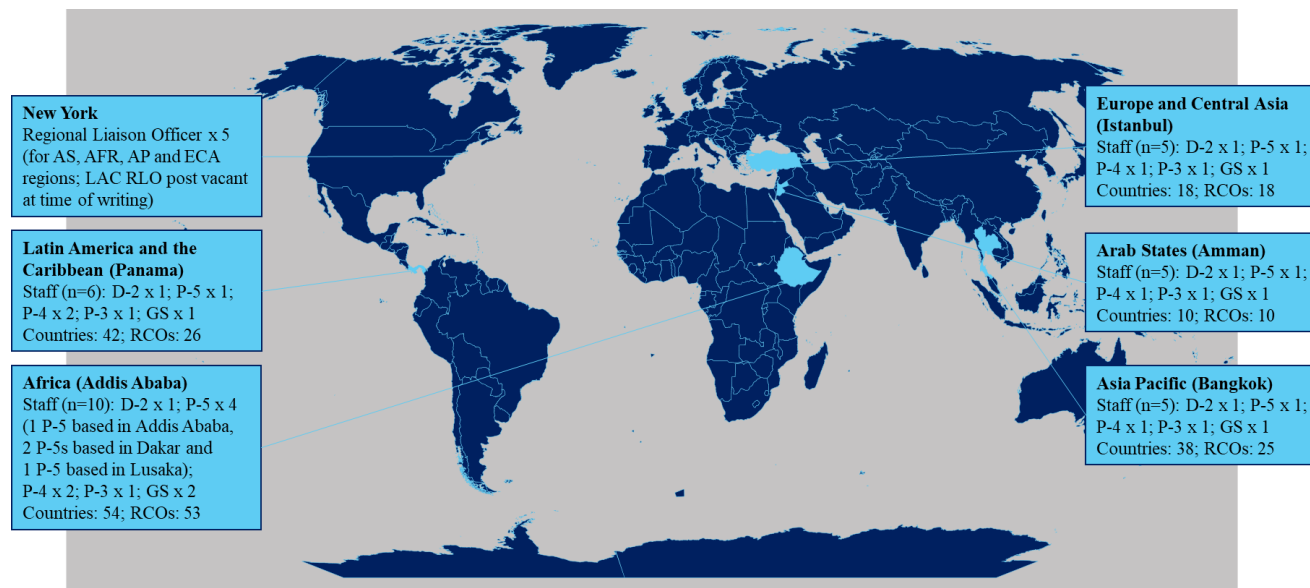 New York
Regional Liaison Officer x 5
(for AS, AFR, AP and ECA
regions; LAC RLO post vacant
at time of writing)
Latin America and the
Caribbean (Panama)
Staff (n=6): D-2 x 1; P-5 x 1;
P-4 x 2; P-3 x 1; GS x 1
Countries: 42; RCOs: 26
Africa (Addis Ababa)
Staff (n=10): D-2 x 1; P-5 x 4
(1 P-5 based in Addis Ababa,
2 P-5s based in Dakar and
1 P-5 based in Lusaka);
P-4 x 2; P-3 x 1; GS x 2
Countries: 54; RCOs: 53
Europe and Central Asia
(Istanbul)
Staff (n=5): D-2 x 1; P-5 x 1;
P-4 x 1; P-3 x 1; GS x 1
Countries: 18; RCOs: 18
Arab States (Amman)
Staff (n=5): D-2 x 1; P-5 x 1;
P-4 x 1; P-3 x 1; GS x 1
Countries: 10; RCOs: 10
Asia Pacific (Bangkok)
Staff (n=5): D-2 x 1; P-5 x 1;
P-4 x 1; P-3 x 1; GS x 1
Countries: 38; RCOs: 25